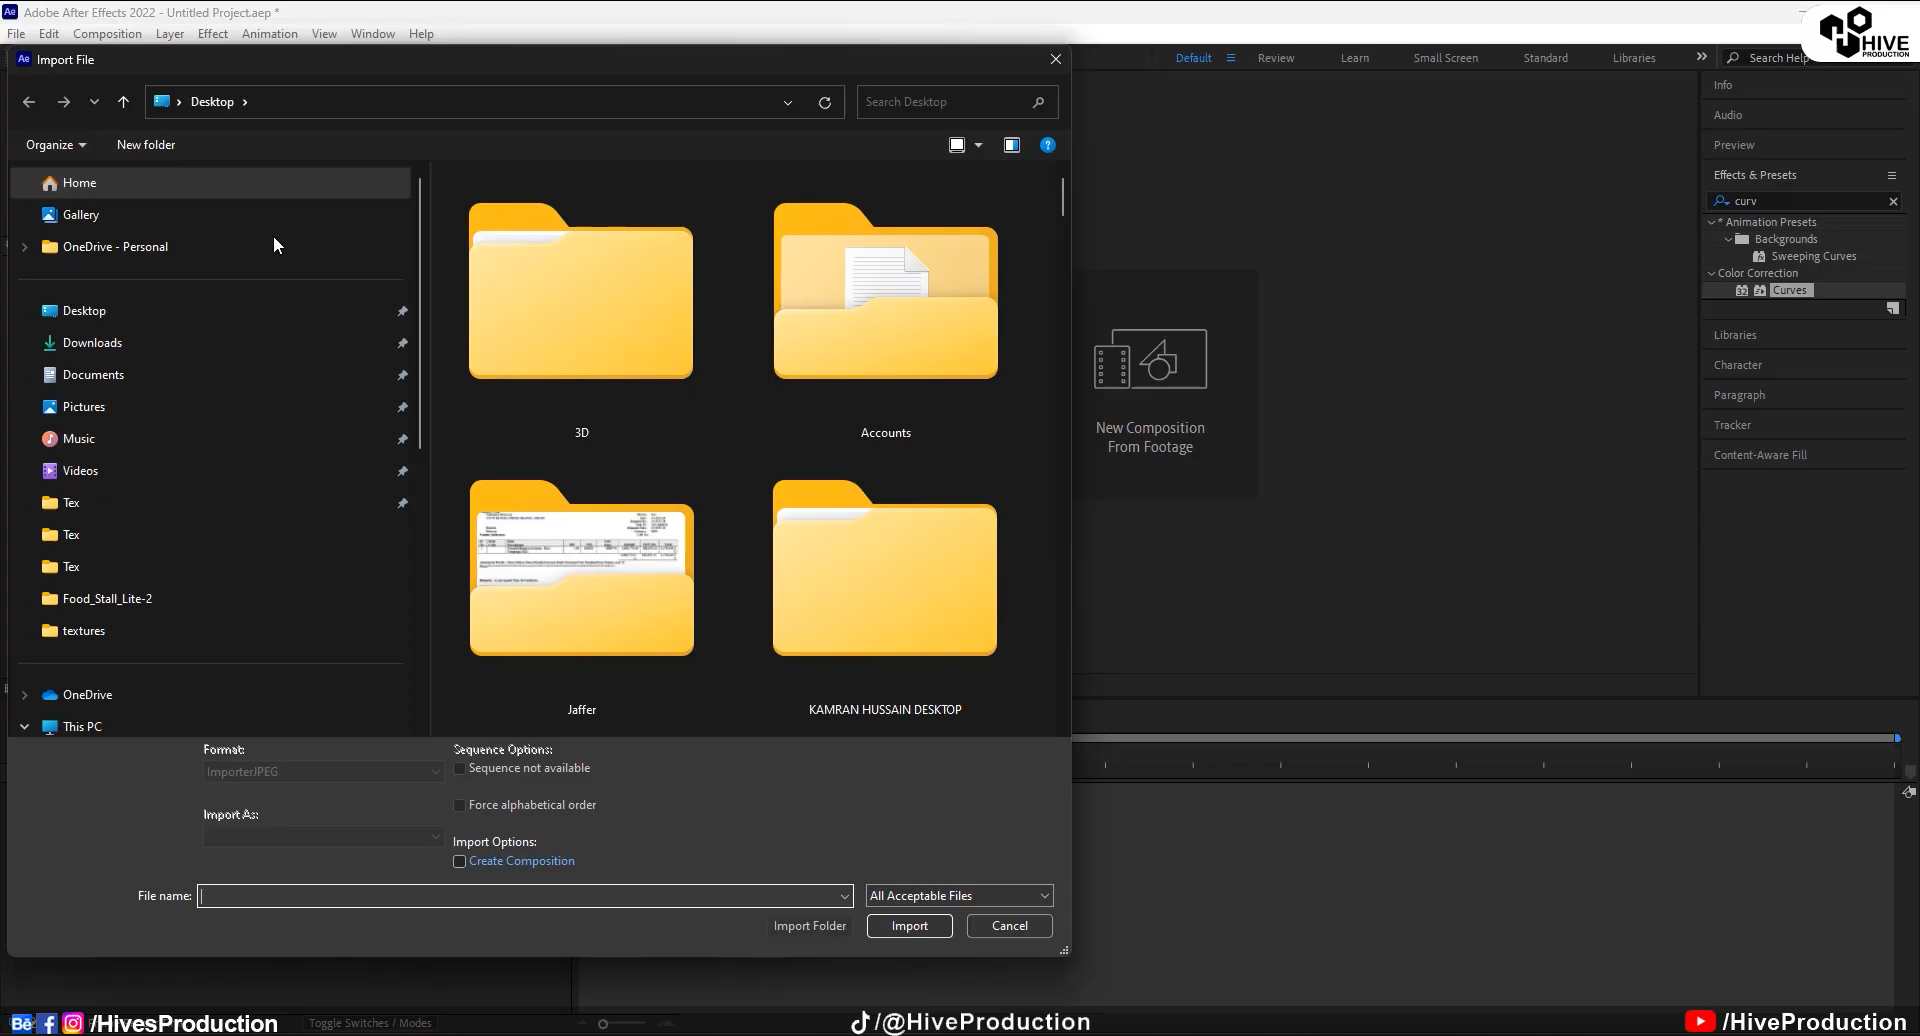 Adobe After Effects 2022 - Untitled Project.aep *
File Edit Composition Layer Effect Animation View Window Help
HIVE
PRODUCTION
Import File
Default Review Learn Small Screen Standard Libraries Search Help
Desktop
Search Desktop
Organize New folder
Home
Gallery
OneDrive - Personal
Desktop
Downloads
Documents
Pictures
Music
Videos
Tex
Tex
Tex
Food_Stall_Lite-2
textures
OneDrive
This PC
3D
Accounts
Jaffer
KAMRAN HUSSAIN DESKTOP
New Composition
From Footage
Info
Audio
Preview
Effects & Presets
curv
* Animation Presets
Backgrounds
Sweeping Curves
Color Correction
32 Curves
Libraries
Character
Paragraph
Tracker
Content-Aware Fill
Format:
ImporterJPEG
Import As:
Sequence Options:
Sequence not available
Force alphabetical order
Import Options:
Create Composition
File name:
All Acceptable Files
Import Folder Import Cancel
Toggle Switches / Modes
/HivesProduction
/@HiveProduction
/HiveProduction